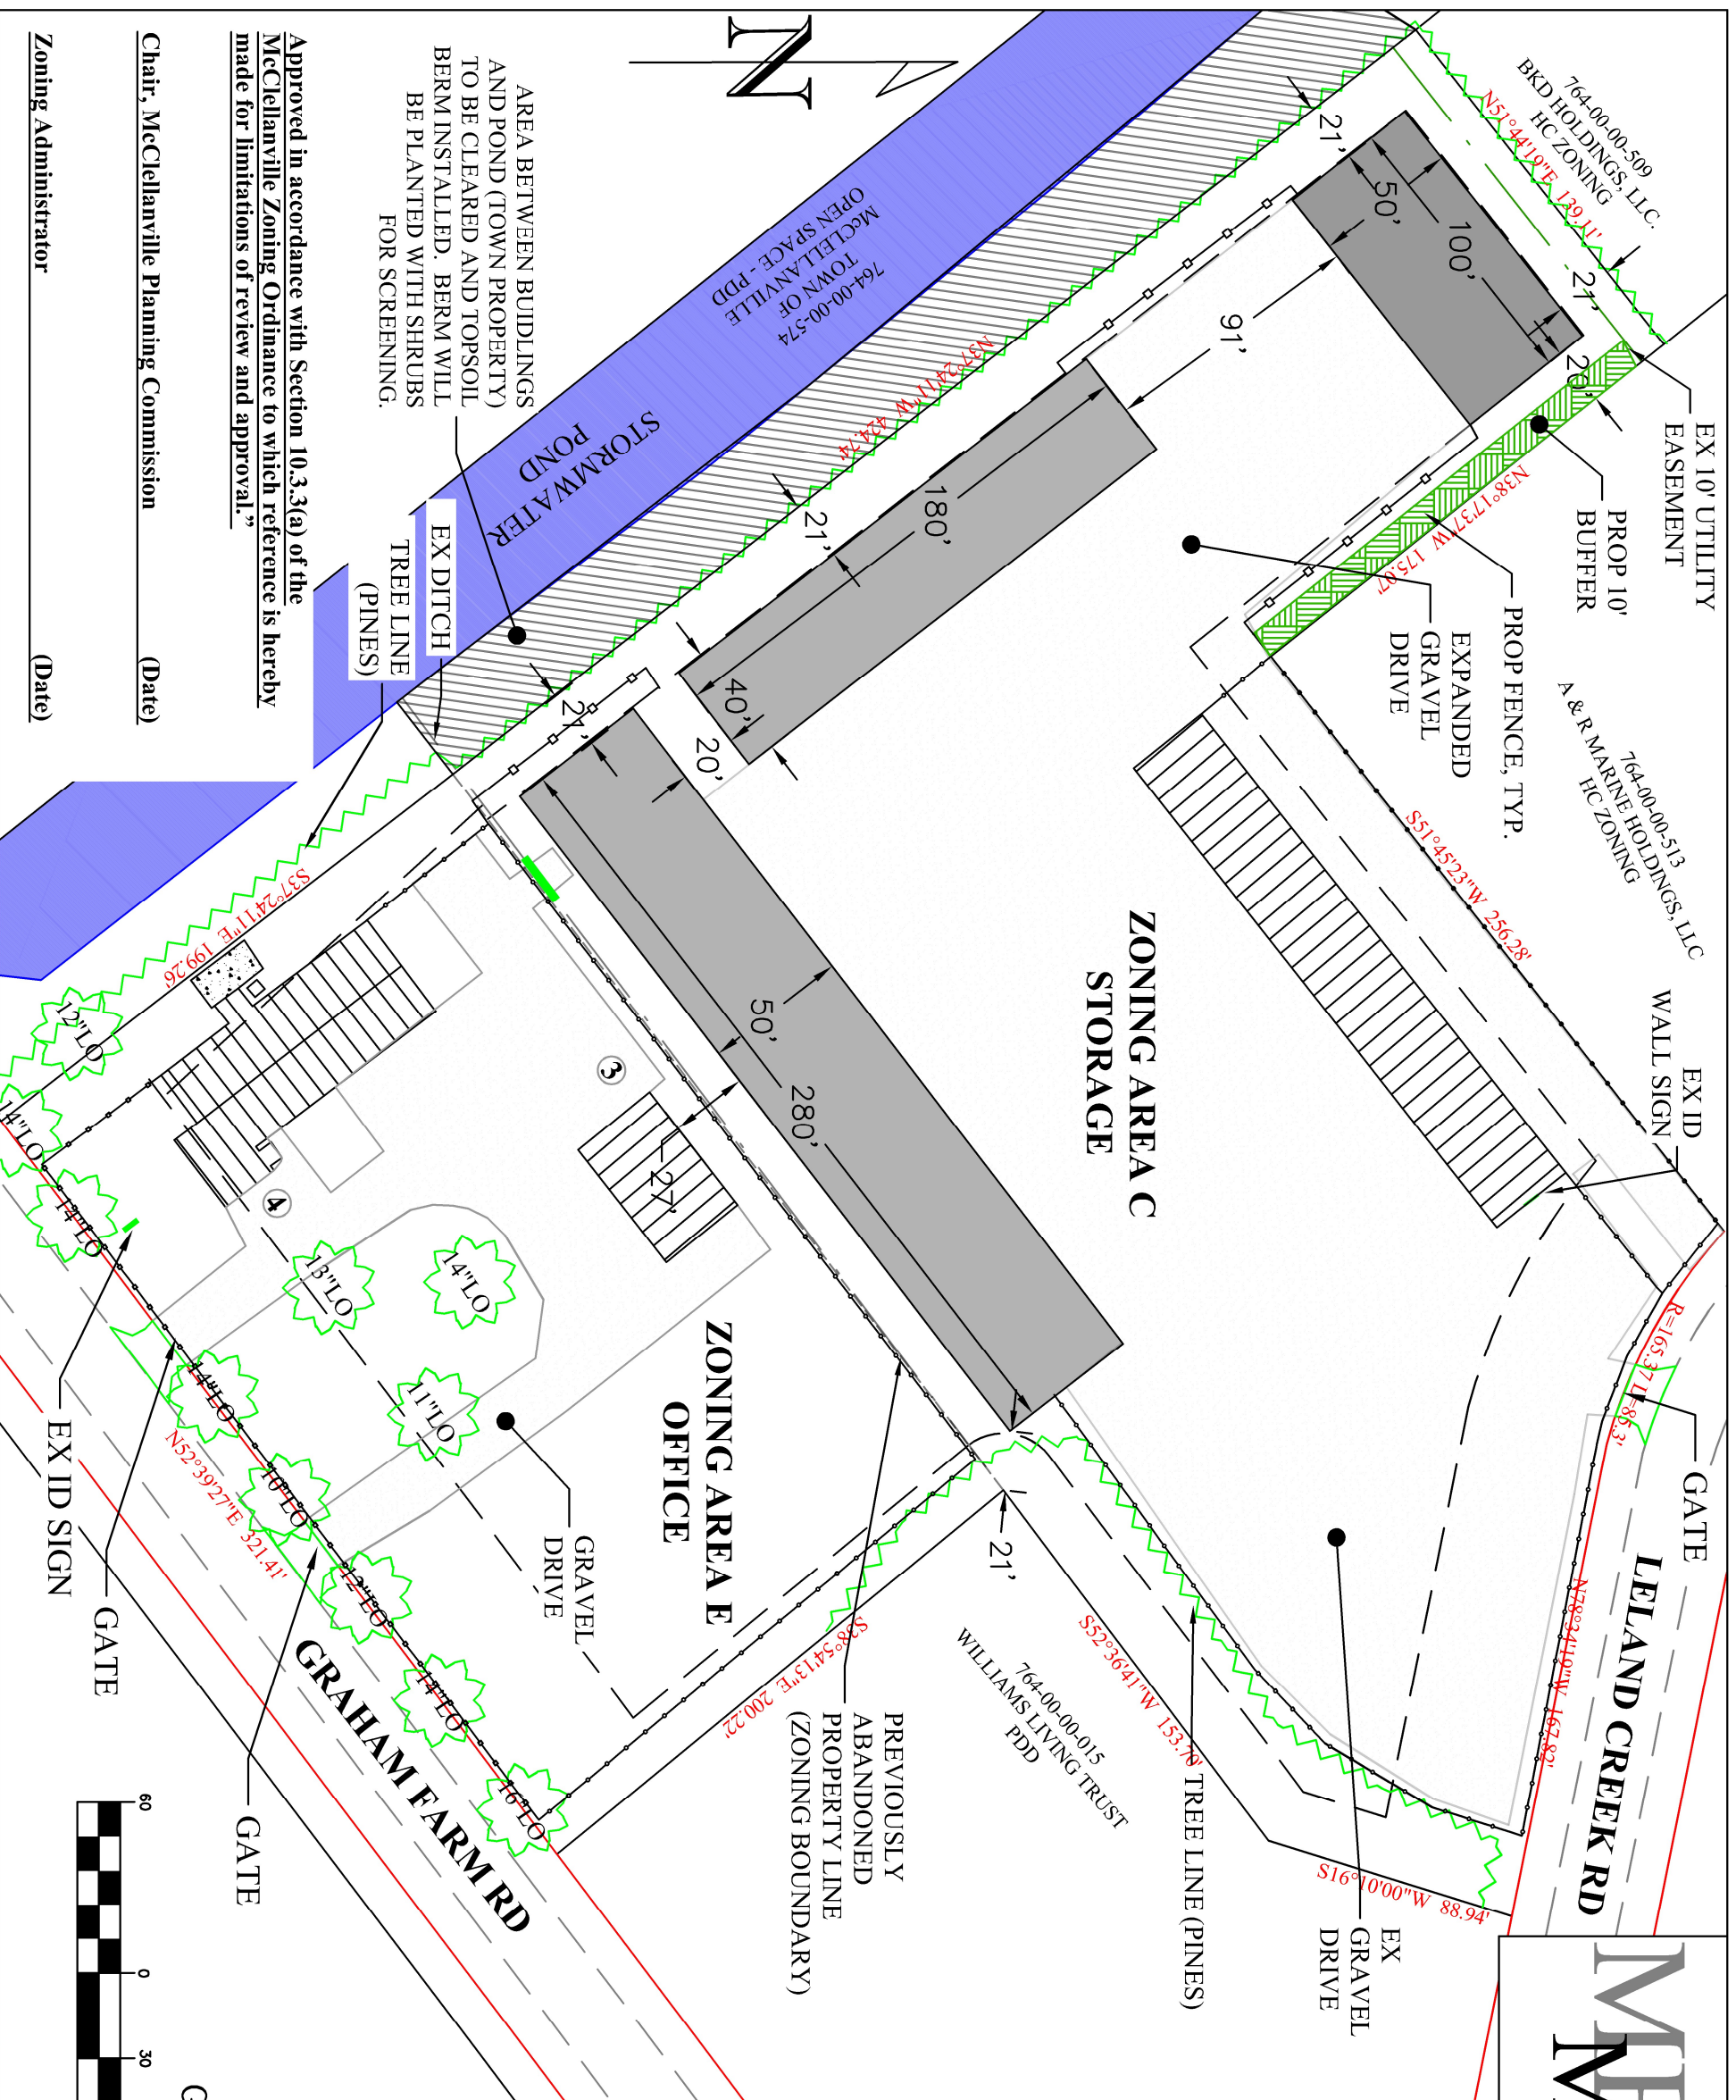 764-00-00-509
BKD HOLDINGS, LLC.
HC ZONING
N51°44'19"E 139.11'
EX 10' UTILITY
EASEMENT
PROP 10'
BUFFER
N38°17'37"W 175.07'
PROP FENCE, TYP.
EXPANDED
GRAVEL
DRIVE
764-00-00-513
A & R MARINE HOLDINGS, LLC
HC ZONING
S51°45'23"W 256.28'
EX ID
WALL SIGN
R=165.37' L=85.3'
GATE
LELAND CREEK RD
N78°34'19"W 167.82'
EX
GRAVEL
DRIVE
S16°10'00"W 88.94'
TREE LINE (PINES)
S52°36'41"W 153.70'
764-00-00-015
WILLIAMS LIVING TRUST
PDD
21'
21'
21'
50'
100'
20'
91'
180'
21'
40'
20'
21'
50'
280'
27'
ZONING AREA C
STORAGE
N
AREA BETWEEN BUIDLINGS
AND POND (TOWN PROPERTY)
TO BE CLEARED AND TOPSOIL
BERM INSTALLED. BERM WILL
BE PLANTED WITH SHRUBS
FOR SCREENING.
764-00-00-574
TOWN OF
McCLELLANVILLE
OPEN SPACE - PDD
N37°24'11"W 424.74'
STORMWATER
POND
EX DITCH
TREE LINE
(PINES)
S37°24'11"E 199.26'
3
4
12"LO
14"LO
14"LO
13"LO
14"LO
11"LO
14"LO
10"LO
12"LO
14"LO
16"LO
ZONING AREA E
OFFICE
GRAVEL
DRIVE
PREVIOUSLY
ABANDONED
PROPERTY LINE
(ZONING BOUNDARY)
S38°54'13"E 200.22'
N52°39'27"E 321.41'
GRAHAM FARM RD
EX ID SIGN
GATE
GATE
Approved in accordance with Section 10.3.3(a) of the
McClellanville Zoning Ordinance to which reference is hereby
made for limitations of review and approval.”
Chair, McClellanville Planning Commission (Date)
Zoning Administrator (Date)
60 0 30